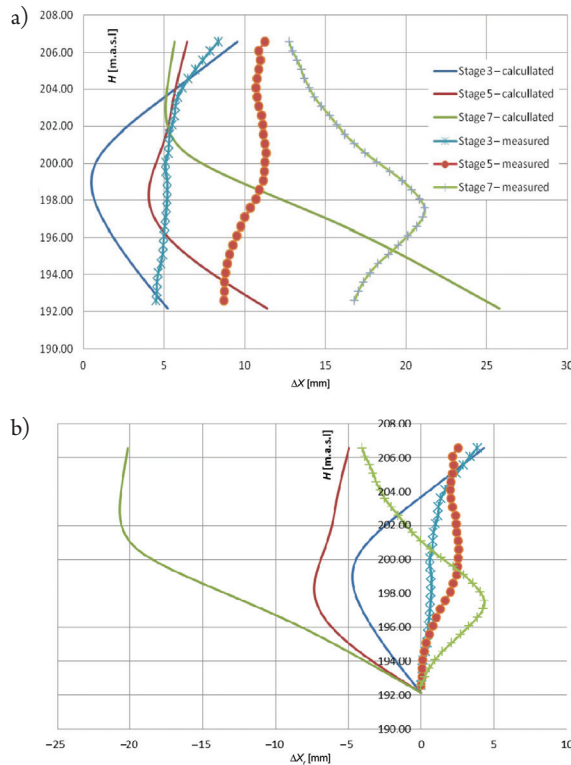 a)
H [m.a.s.l]
208.00
206.00
204.00
202.00
200.00
198.00
196.00
194.00
192.00
190.00
0 5 10 15 20 25 30
ΔX [mm]
Stage 3 – calcullated
Stage 5 – calcullated
Stage 7 – calcullated
Stage 3 – measured
Stage 5 – measured
Stage 7 – measured
b)
H [m.a.s.l]
208.00
206.00
204.00
202.00
200.00
198.00
196.00
194.00
192.00
190.00
–25 –20 –15 –10 –5 0 5 10
ΔXr [mm]